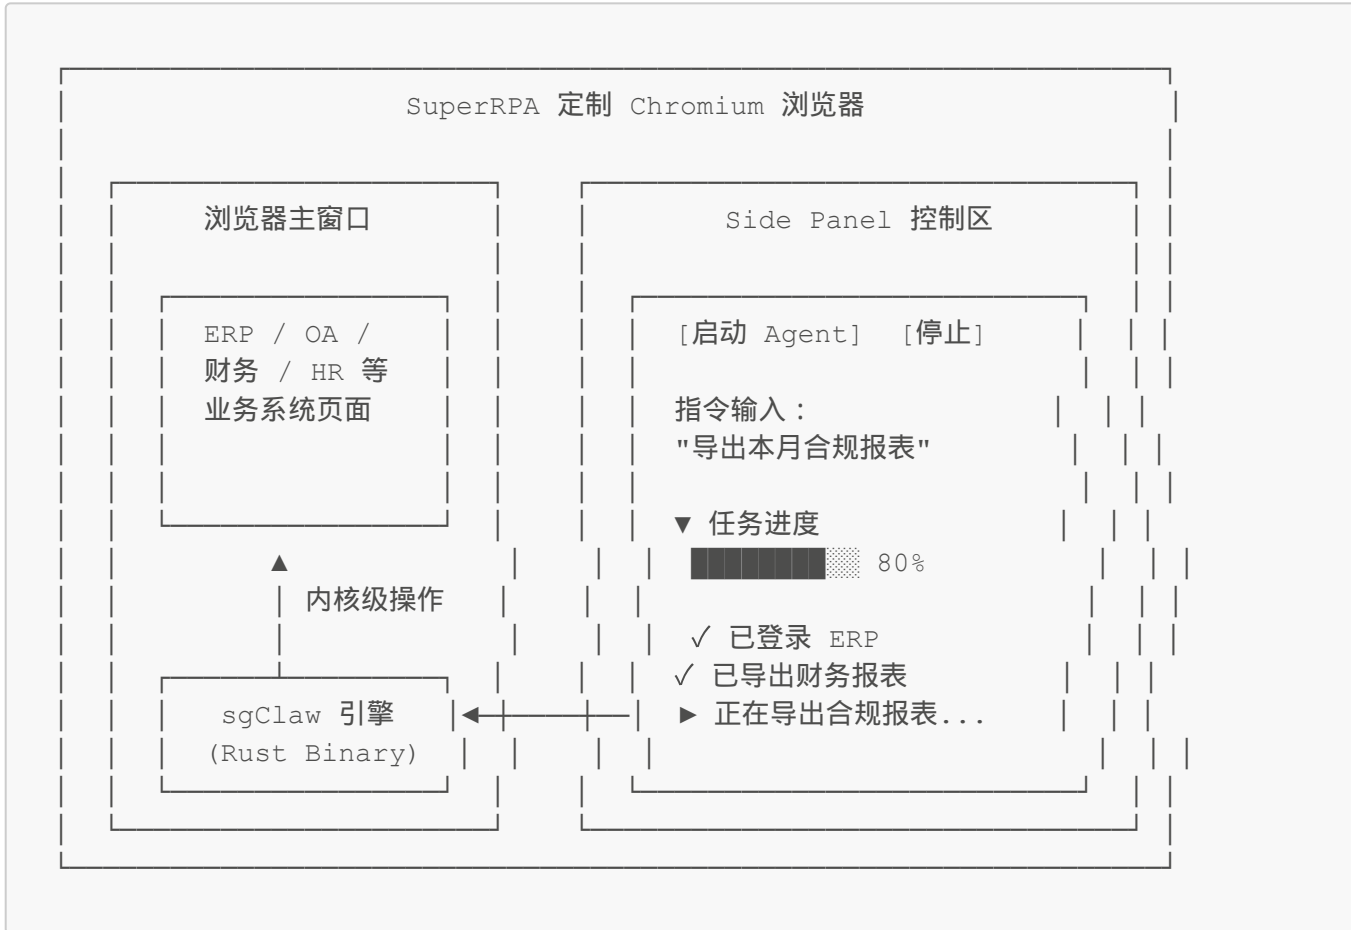 SuperRPA 定制 Chromium 浏览器
浏览器主窗口
ERP / OA /
财务 / HR 等
业务系统页面
内核级操作
sgClaw 引擎
(Rust Binary)
Side Panel 控制区
[启动 Agent] [停止]
指令输入：
"导出本月合规报表"
▼ 任务进度
████████░░ 80%
✓ 已登录 ERP
✓ 已导出财务报表
► 正在导出合规报表...